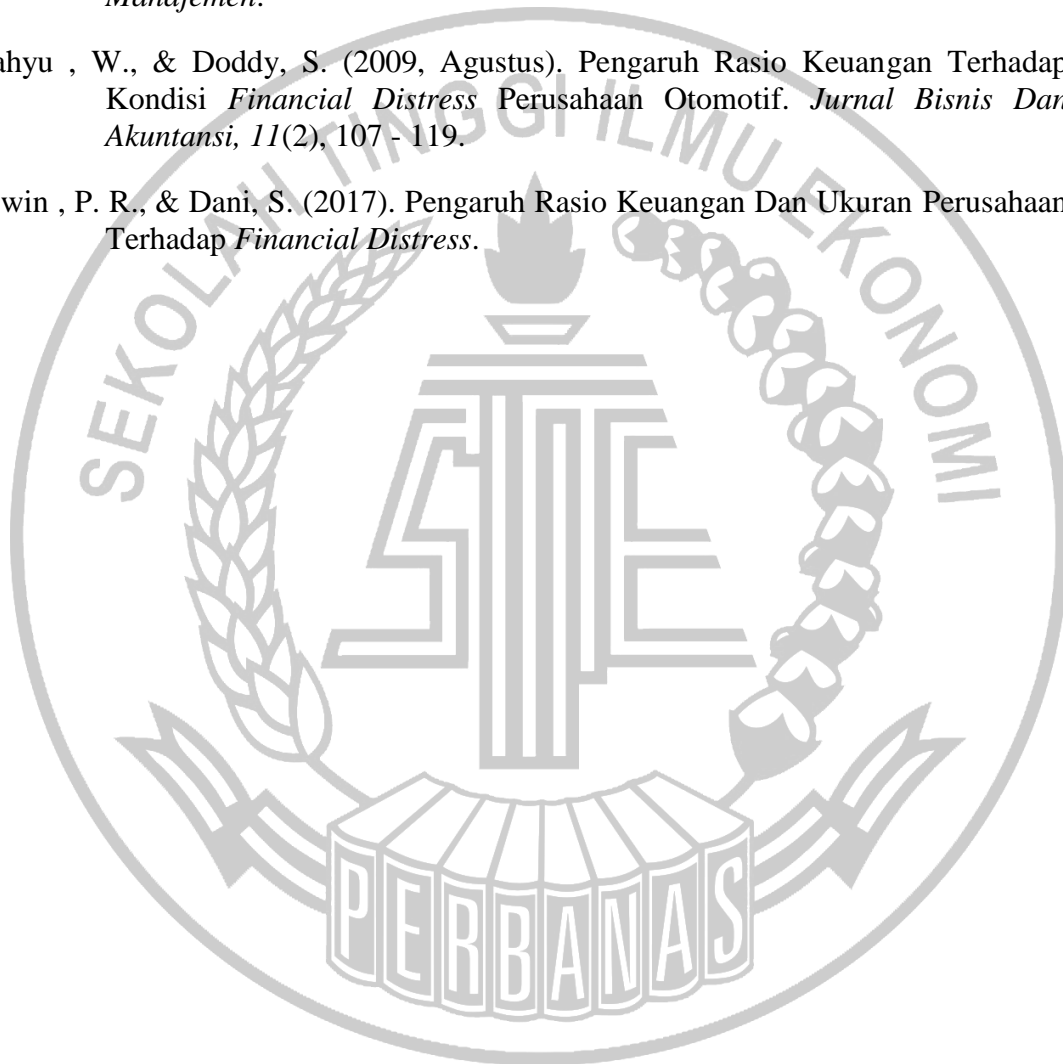 Manajemen.
ahyu , W., & Doddy, S. (2009, Agustus). Pengaruh Rasio Keuangan Terhadap
Kondisi Financial Distress Perusahaan Otomotif. Jurnal Bisnis Dan
Akuntansi, 11(2), 107 - 119.
win , P. R., & Dani, S. (2017). Pengaruh Rasio Keuangan Dan Ukuran Perusahaan
Terhadap Financial Distress.
SEKOLAH TINGGI ILMU EKONOMI
STIE
PERBANAS